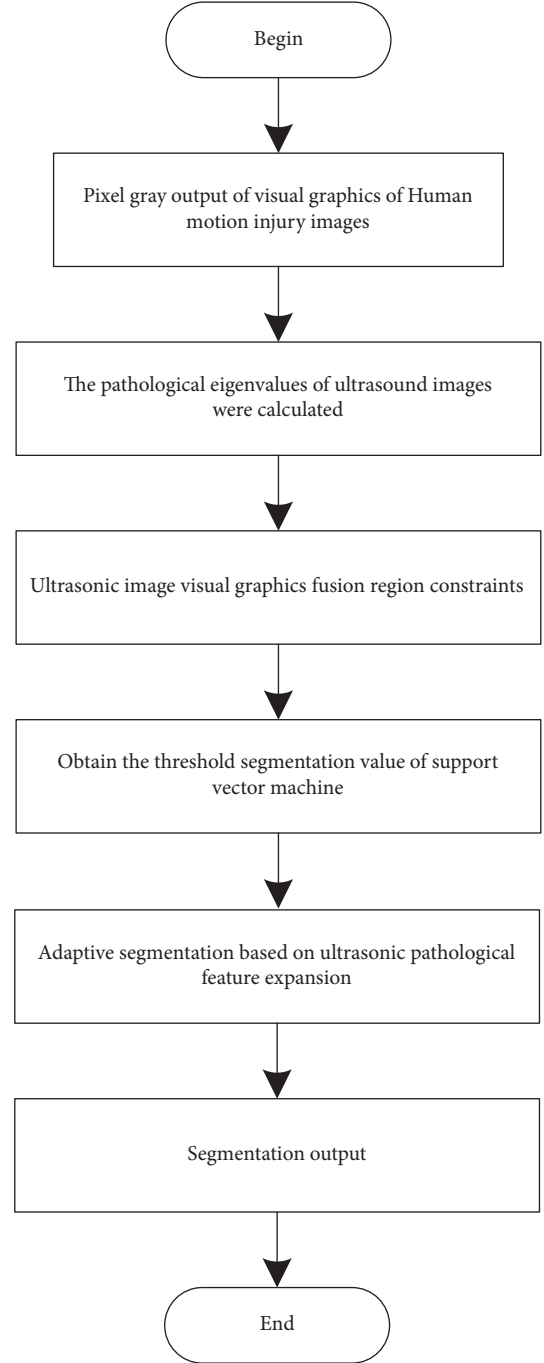 Begin
Pixel gray output of visual graphics of Human
motion injury images
The pathological eigenvalues of ultrasound images
were calculated
Ultrasonic image visual graphics fusion region constraints
Obtain the threshold segmentation value of support
vector machine
Adaptive segmentation based on ultrasonic pathological
feature expansion
Segmentation output
End